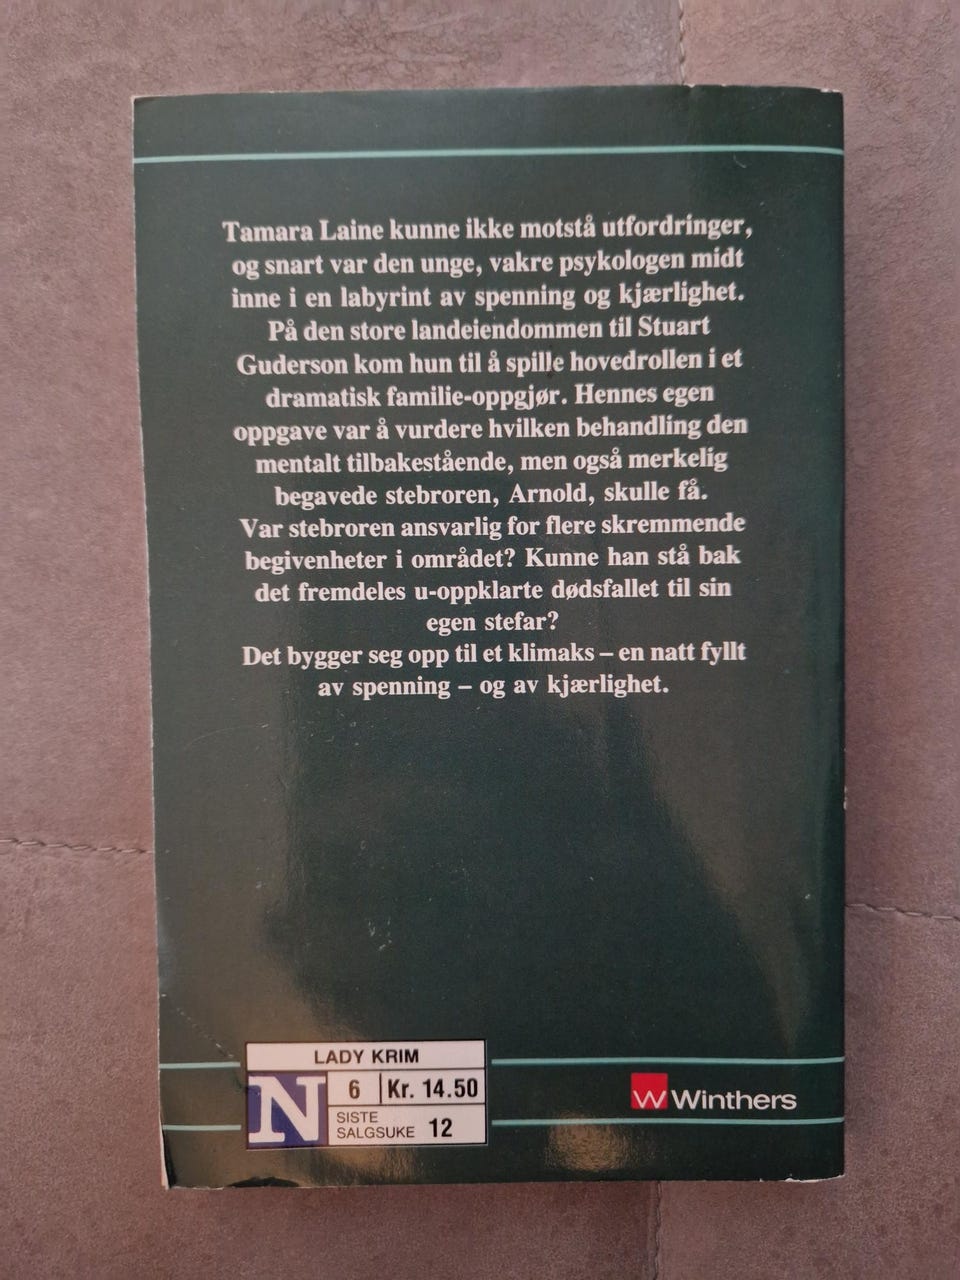 Tamara Laine kunne ikke motstå utfordringer,
og snart var den unge, vakre psykologen midt
inne i en labyrint av spenning og kjærlighet.
På den store landeiendommen til Stuart
Guderson kom hun til å spille hovedrollen i et
dramatisk familie-oppgjør. Hennes egen
oppgave var å vurdere hvilken behandling den
mentalt tilbakestående, men også merkelig
begavede stebroren, Arnold, skulle få.
Var stebroren ansvarlig for flere skremmende
begivenheter i området? Kunne han stå bak
det fremdeles u-oppklarte dødsfallet til sin
egen stefar?
Det bygger seg opp til et klimaks – en natt fyllt
av spenning – og av kjærlighet.
LADY KRIM
N 6 Kr. 14.50
SISTE
SALGSUKE 12
W Winthers